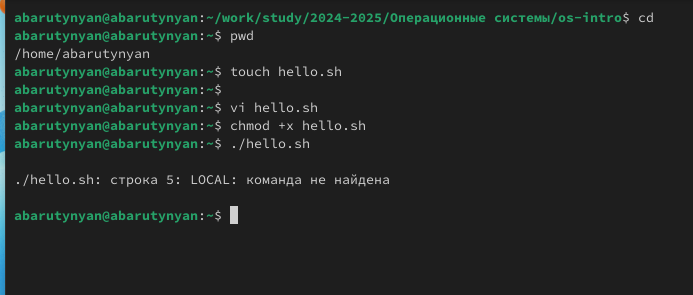 abarutynyan@abarutynyan:~/work/study/2024-2025/Операционные системы/os-intro$ cd
abarutynyan@abarutynyan:~$ pwd
/home/abarutynyan
abarutynyan@abarutynyan:~$ touch hello.sh
abarutynyan@abarutynyan:~$
abarutynyan@abarutynyan:~$ vi hello.sh
abarutynyan@abarutynyan:~$ chmod +x hello.sh
abarutynyan@abarutynyan:~$ ./hello.sh
./hello.sh: строка 5: LOCAL: команда не найдена
abarutynyan@abarutynyan:~$